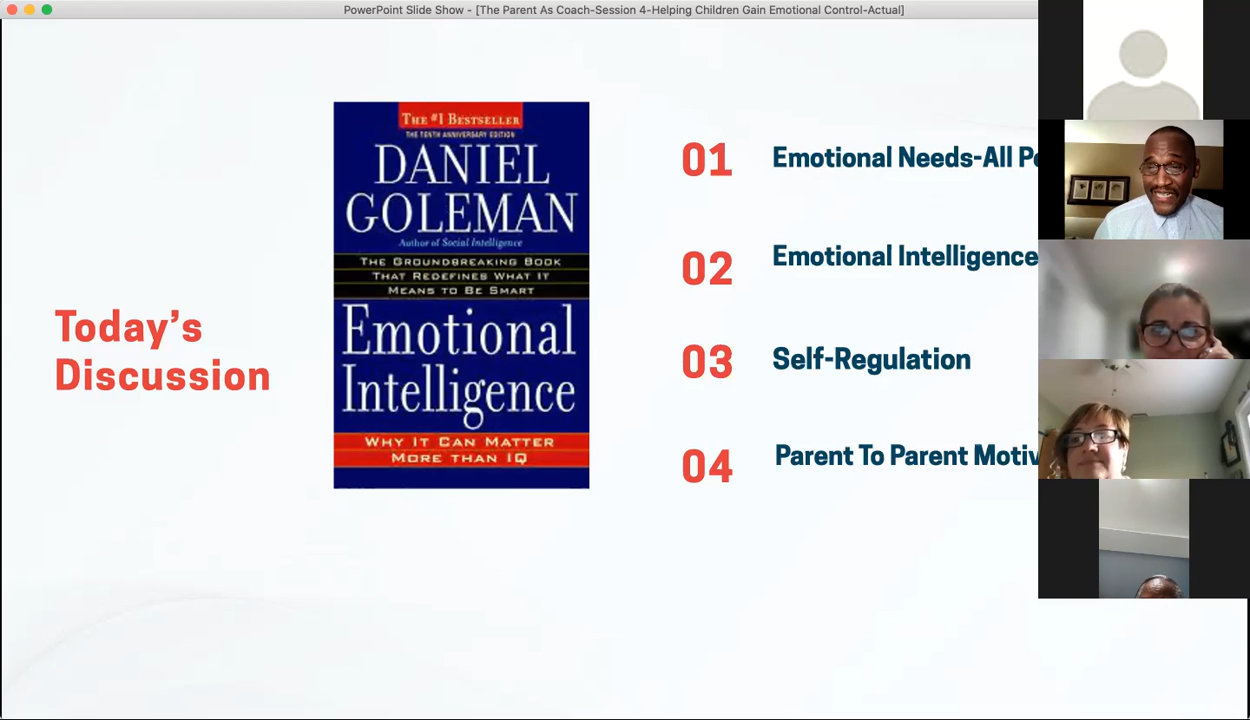 PowerPoint Slide Show - [The Parent As Coach-Session 4-Helping Children Gain Emotional Control-Actual]
Today's
Discussion
THE #1 BESTSELLER
THE TENTH ANNIVERSARY EDITION
DANIEL
GOLEMAN
Author of Social Intelligence
THE GROUNDBREAKING BOOK
THAT REDEFINES WHAT IT
MEANS TO BE SMART
Emotional
Intelligence
WHY IT CAN MATTER
MORE THAN IQ
01 Emotional Needs-All
02 Emotional Intelligence
03 Self-Regulation
04 Parent To Parent